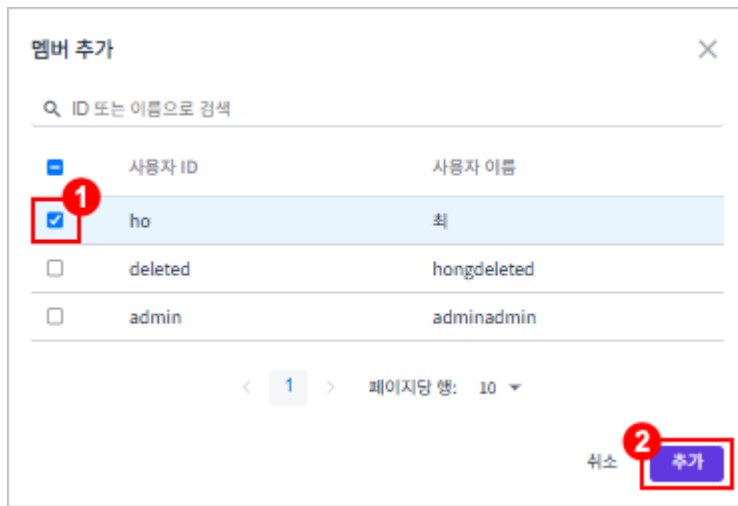 멤버 추가
ID 또는 이름으로 검색
사용자 ID 사용자 이름
1
ho 최
deleted hongdeleted
admin adminadmin
1 페이지당 행: 10
2
취소 추가